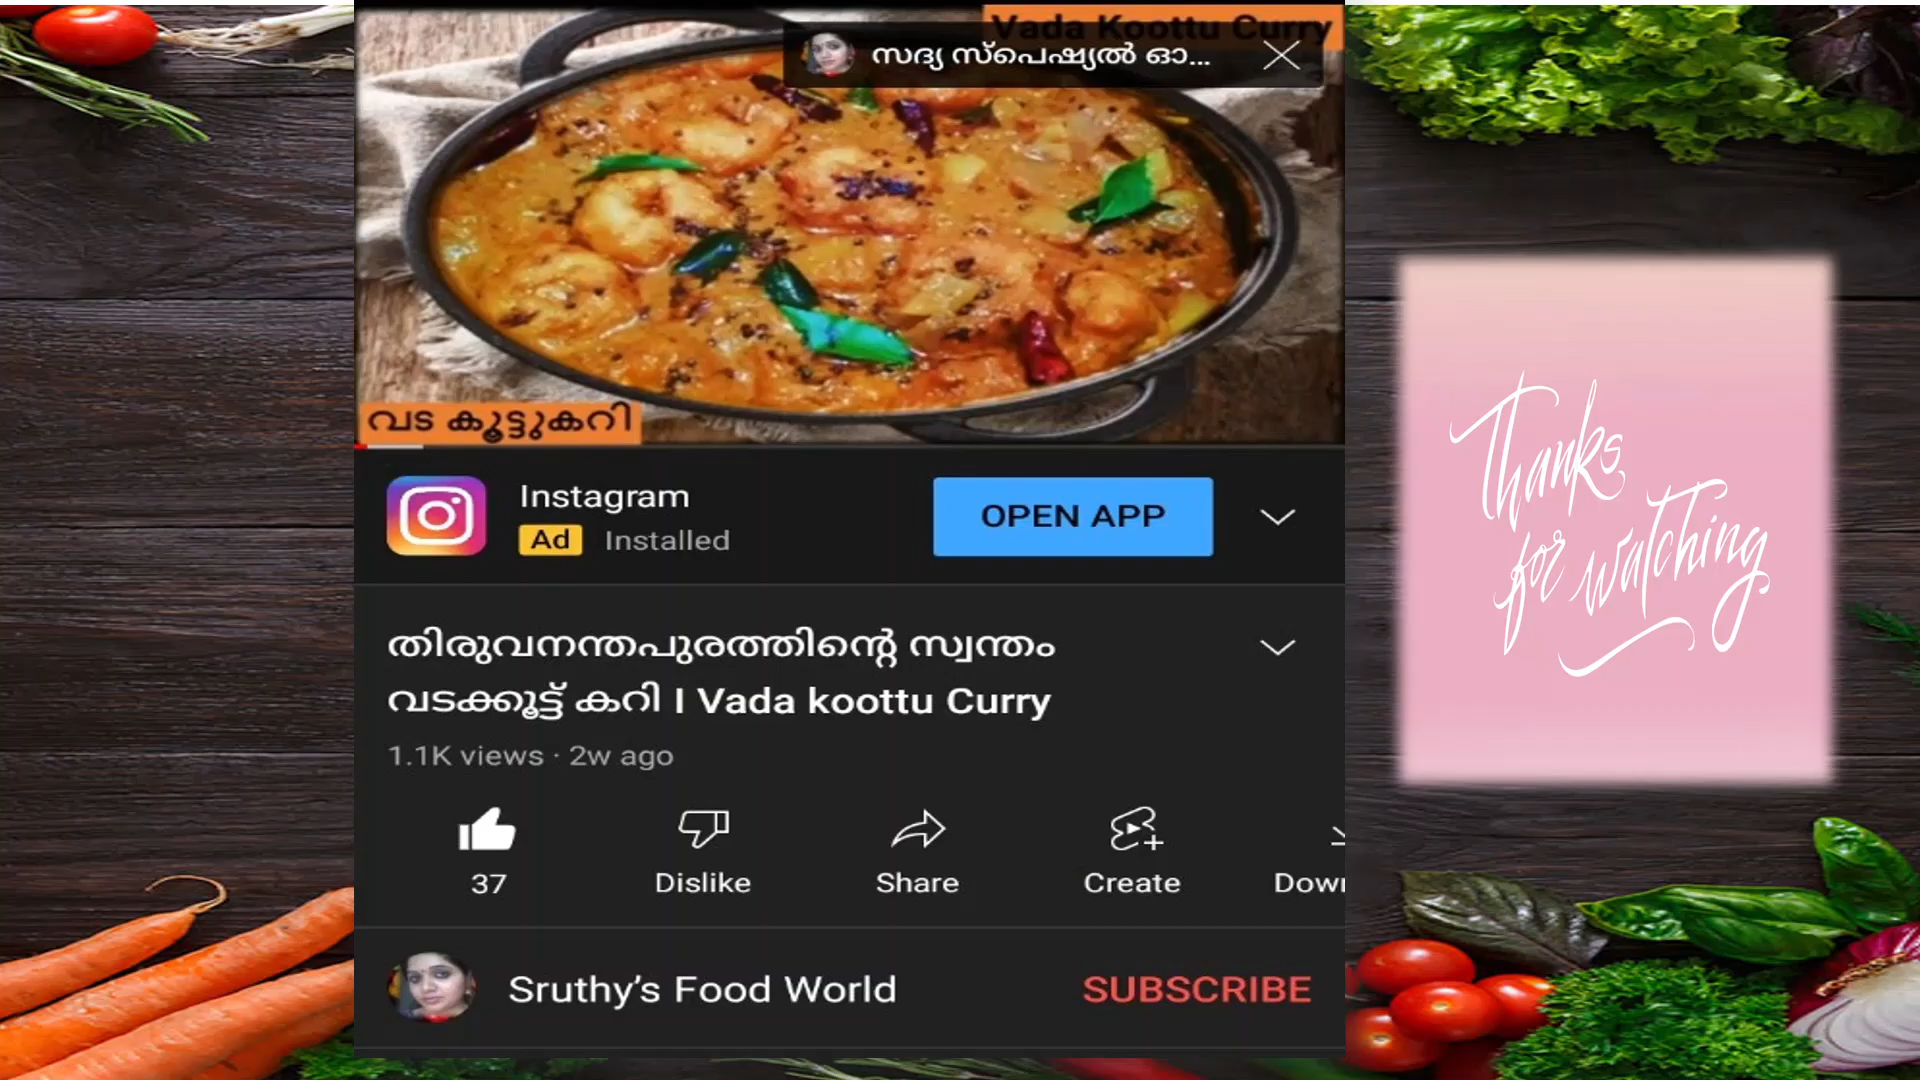 Vada Koottu Curry
സദ്യ സ്പെഷ്യൽ ഓ...
വട കൂട്ടുകറി
Instagram
OPEN APP
Ad Installed
Thanks
for watching
തിരുവനന്തപുരത്തിന്റെ സ്വന്തം
വടക്കൂട്ട് കറി I Vada koottu Curry
1.1K views · 2w ago
37 Dislike Share Create Down
Sruthy's Food World SUBSCRIBE